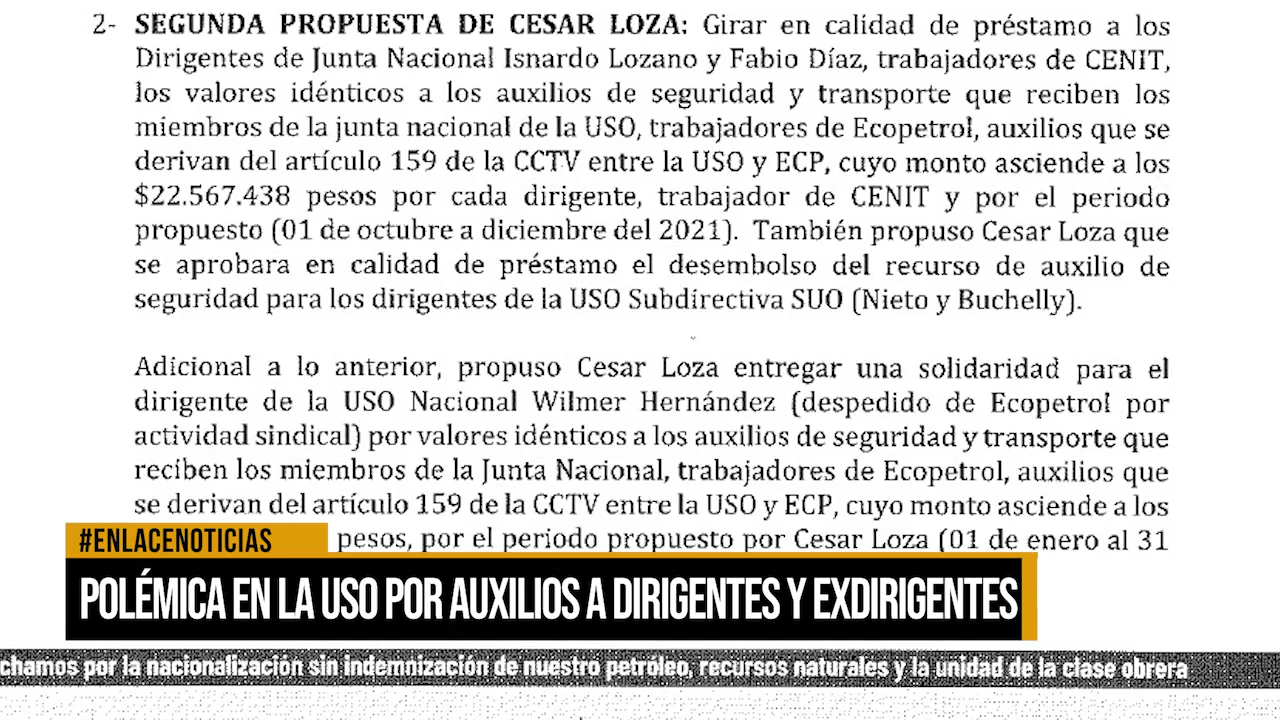 2- SEGUNDA PROPUESTA DE CESAR LOZA: Girar en calidad de préstamo a los
Dirigentes de Junta Nacional Isnardo Lozano y Fabio Díaz, trabajadores de CENIT,
los valores idénticos a los auxilios de seguridad y transporte que reciben los
miembros de la junta nacional de la USO, trabajadores de Ecopetrol, auxilios que se
derivan del artículo 159 de la CCTV entre la USO y ECP, cuyo monto asciende a los
$22.567.438 pesos por cada dirigente, trabajador de CENIT y por el periodo
propuesto (01 de octubre a diciembre del 2021). También propuso Cesar Loza que
se aprobara en calidad de préstamo el desembolso del recurso de auxilio de
seguridad para los dirigentes de la USO Subdirectiva SUO (Nieto y Buchelly).
Adicional a lo anterior, propuso Cesar Loza entregar una solidaridad para el
dirigente de la USO Nacional Wilmer Hernández (despedido de Ecopetrol por
actividad sindical) por valores idénticos a los auxilios de seguridad y transporte que
reciben los miembros de la Junta Nacional, trabajadores de Ecopetrol, auxilios que
se derivan del artículo 159 de la CCTV entre la USO y ECP, cuyo monto asciende a los
pesos, por el periodo propuesto por Cesar Loza (01 de enero al 31
#ENLACENOTICIAS
POLÉMICA EN LA USO POR AUXILIOS A DIRIGENTES Y EXDIRIGENTES
chamos por la nacionalización sin indemnización de nuestro petróleo, recursos naturales y la unidad de la clase obrera